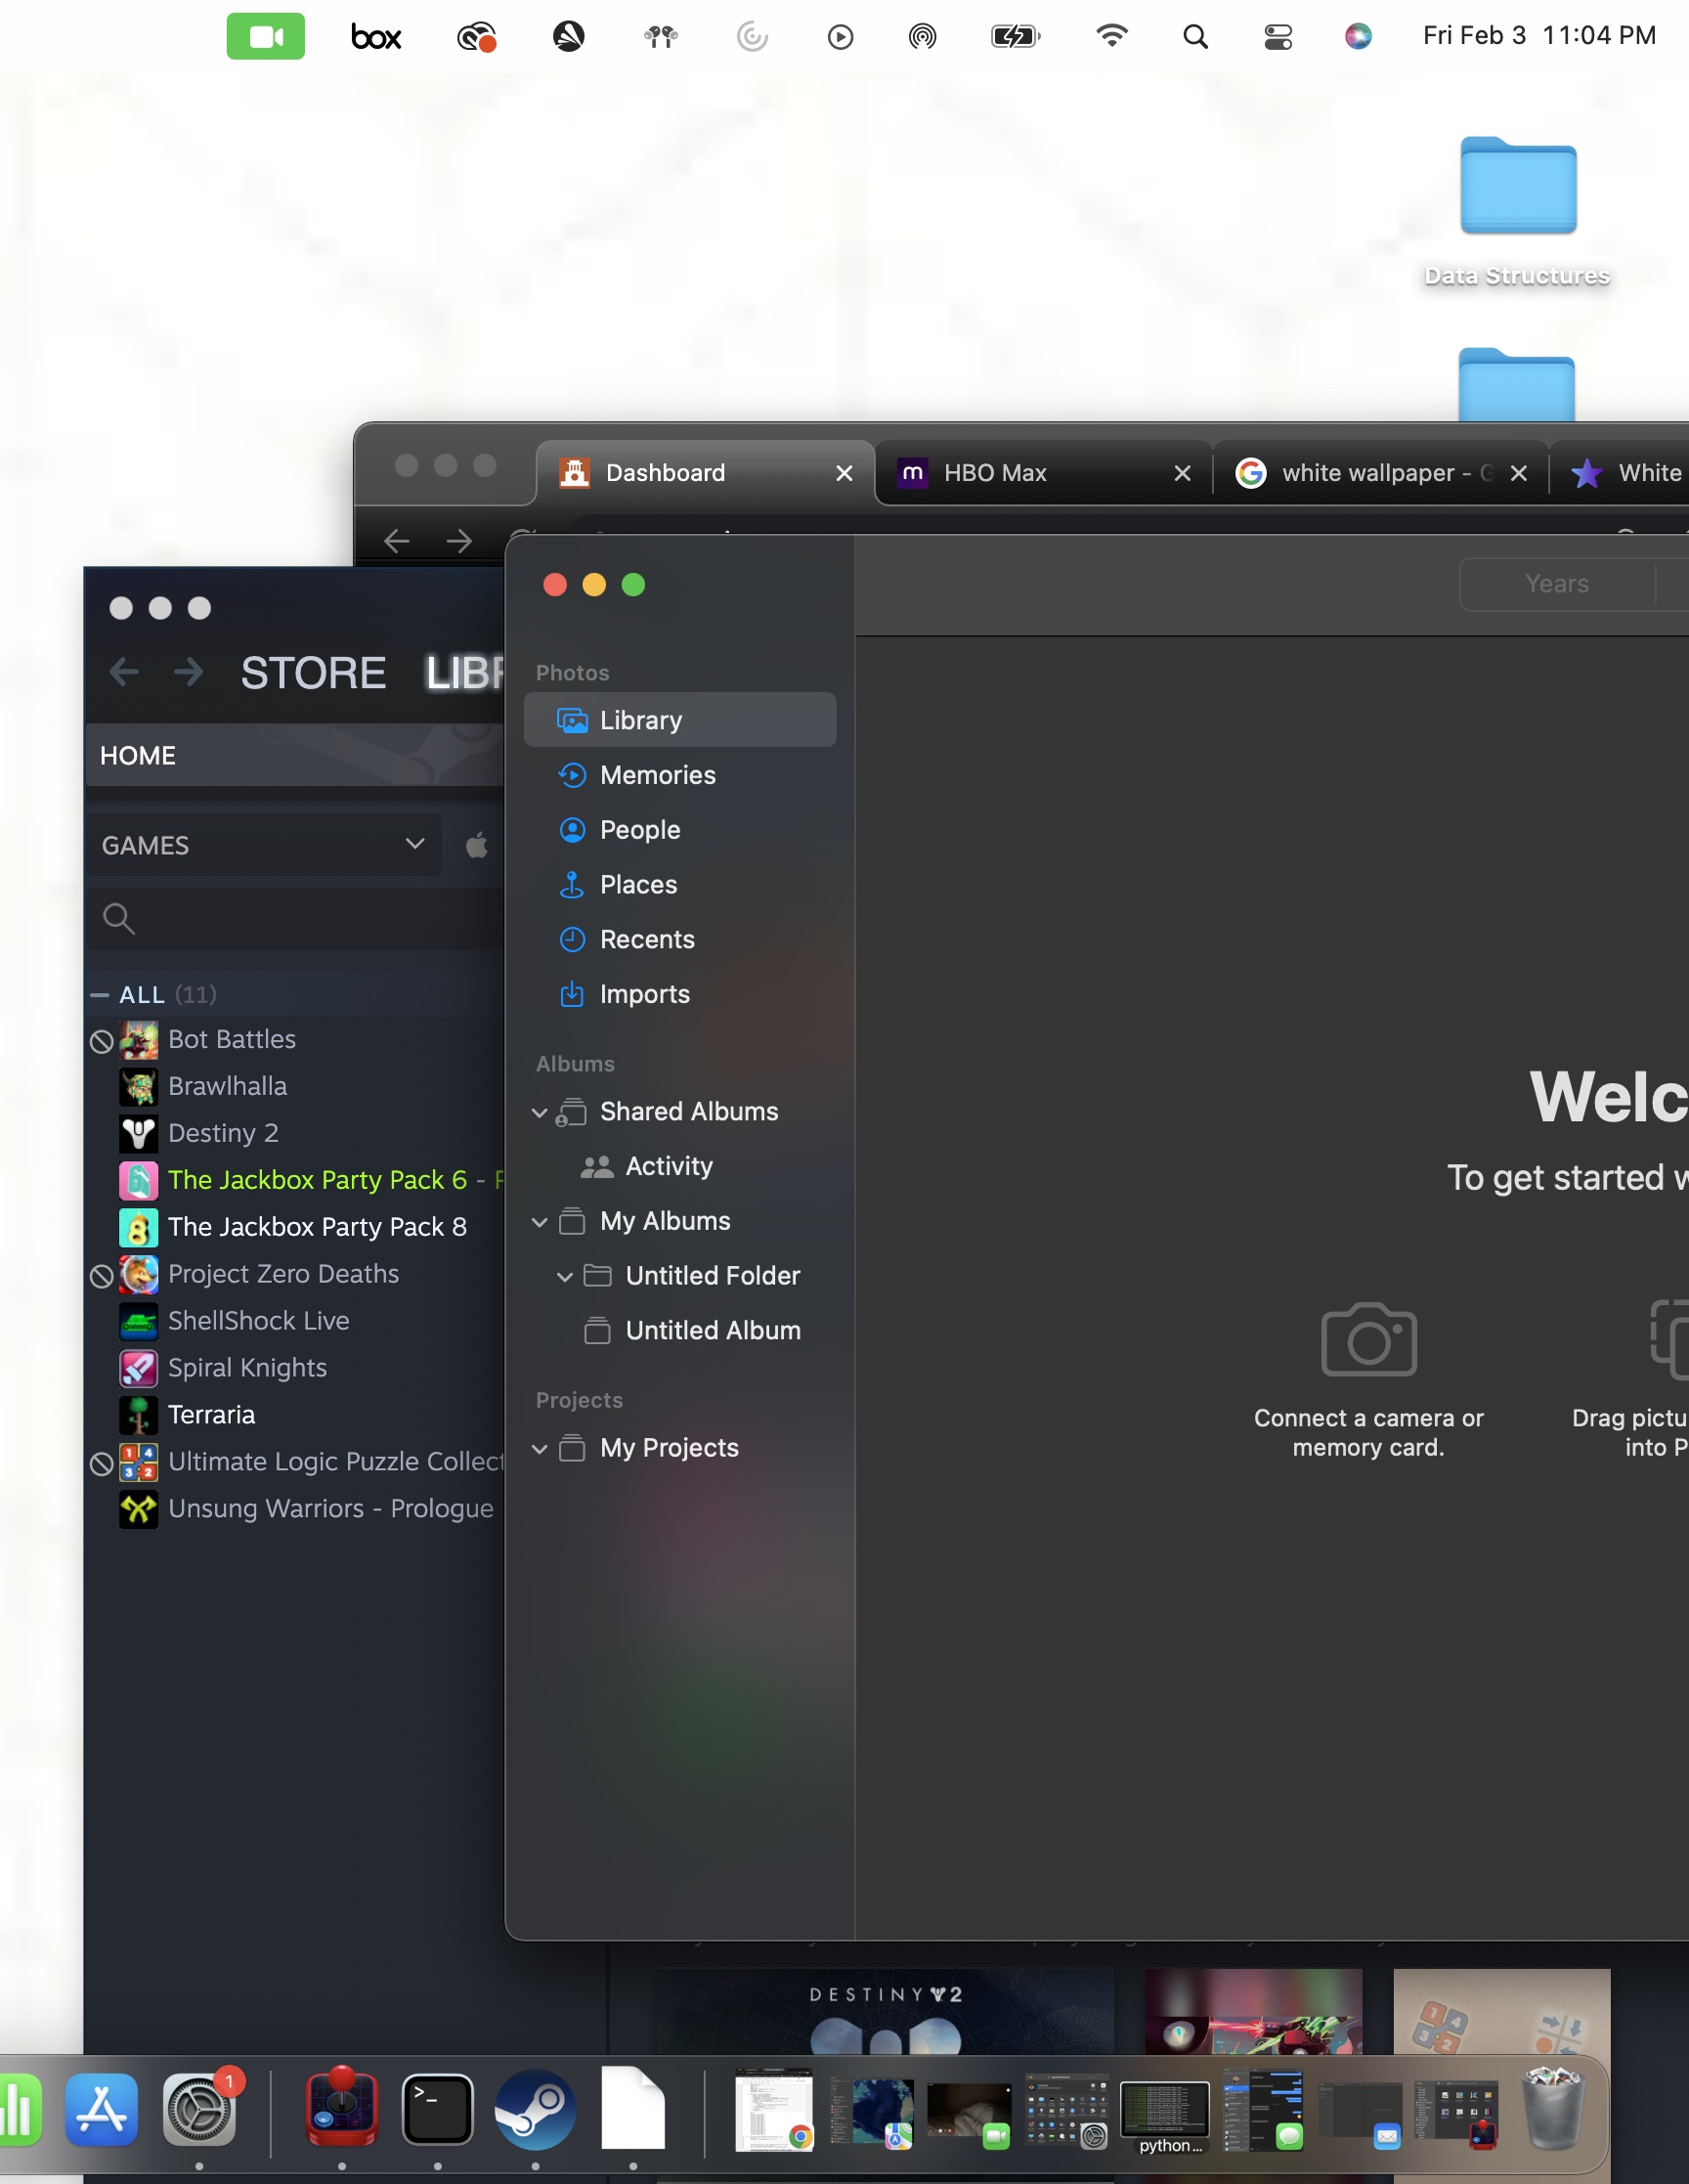 box
Fri Feb 3 11:04 PM
Data Structures
Dashboard
HBO Max
white wallpaper -
White
Years
STORE
HOME
GAMES
ALL (11)
Bot Battles
Brawlhalla
Destiny 2
The Jackbox Party Pack 6 -
The Jackbox Party Pack 8
Project Zero Deaths
ShellShock Live
Spiral Knights
Terraria
Ultimate Logic Puzzle Collect
Unsung Warriors - Prologue
Photos
Library
Memories
People
Places
Recents
Imports
Albums
Shared Albums
Activity
My Albums
Untitled Folder
Untitled Album
Projects
My Projects
Welc
To get started w
Connect a camera or
memory card.
Drag pictu
into P
DESTINY 2
1
python...